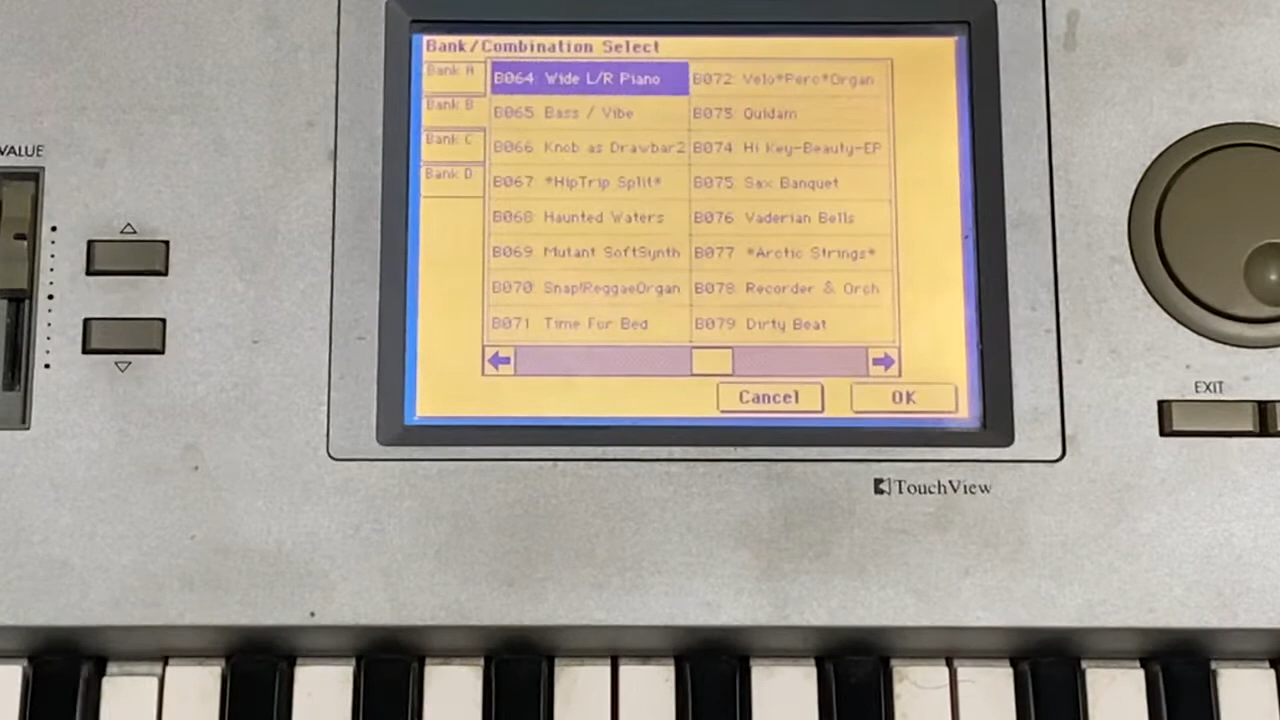 VALUE
Bank/Combination Select
Bank A
Bank B
Bank C
Bank D
B064: Wide L/R Piano
B065: Bass / Vibe
B066: Knob as Drawbar2
B067: *HipTrip Split*
B068: Haunted Waters
B069: Mutant SoftSynth
B070: Snap!ReggaeOrgan
B071: Time For Bed
B072: Velo*Perc*Organ
B073: Quidam
B074: Hi Key-Beauty-EP
B075: Sax Banquet
B076: Vaderian Bells
B077: *Arctic Strings*
B078: Recorder & Orch
B079: Dirty Beat
Cancel
OK
EXIT
TouchView